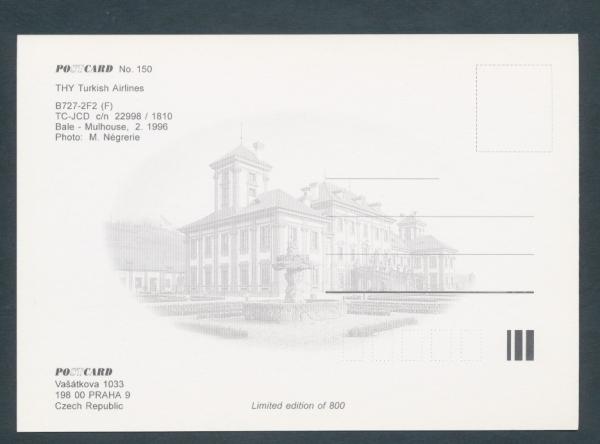 POSTCARD No. 150
THY Turkish Airlines
B727-2F2 (F)
TC-JCD c/n 22998 / 1810
Bale - Mulhouse, 2. 1996
Photo: M. Négrerie
POSTCARD
Vašátkova 1033
198 00 PRAHA 9
Czech Republic
Limited edition of 800